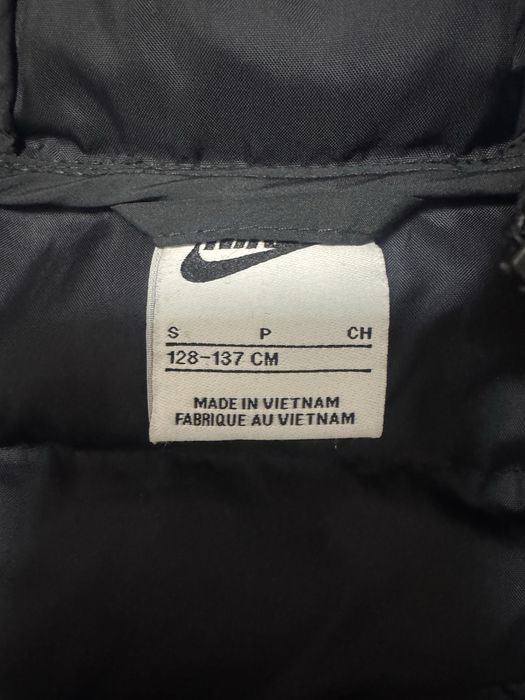 S P CH
128-137 CM
MADE IN VIETNAM
FABRIQUE AU VIETNAM